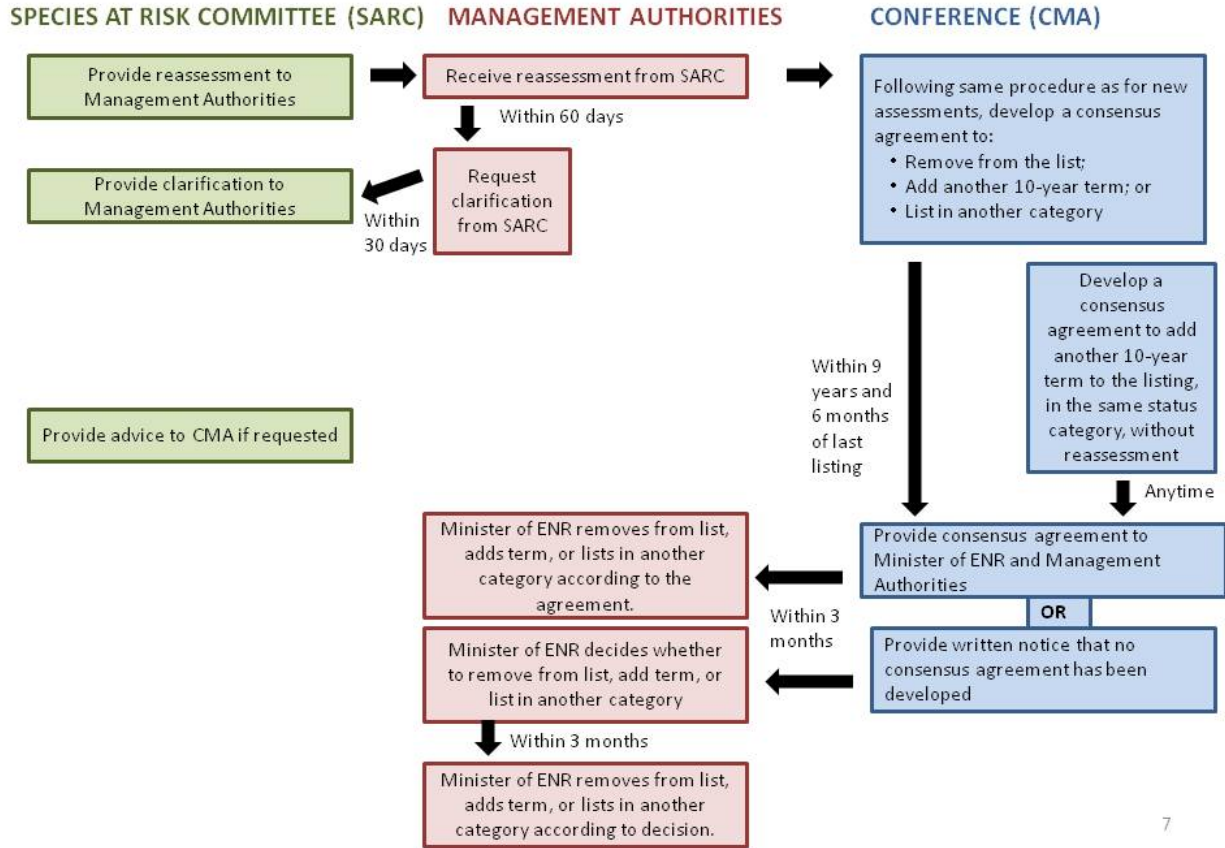 SPECIES AT RISK COMMITTEE (SARC)
MANAGEMENT AUTHORITIES
CONFERENCE (CMA)
Provide reassessment to
Management Authorities
Receive reassessment from SARC
Within 60 days
Request
clarification
from SARC
Within
30 days
Provide clarification to
Management Authorities
Provide advice to CMA if requested
Following same procedure as for new
assessments, develop a consensus
agreement to:
• Remove from the list;
• Add another 10-year term; or
• List in another category
Within 9
years and
6 months
of last
listing
Develop a
consensus
agreement to add
another 10-year
term to the listing,
in the same status
category, without
reassessment
Anytime
Provide consensus agreement to
Minister of ENR and Management
Authorities
OR
Provide written notice that no
consensus agreement has been
developed
Within 3
months
Minister of ENR removes from list,
adds term, or lists in another
category according to the
agreement.
Minister of ENR decides whether
to remove from list, add term, or
list in another category
Within 3 months
Minister of ENR removes from list,
adds term, or lists in another
category according to decision.
7